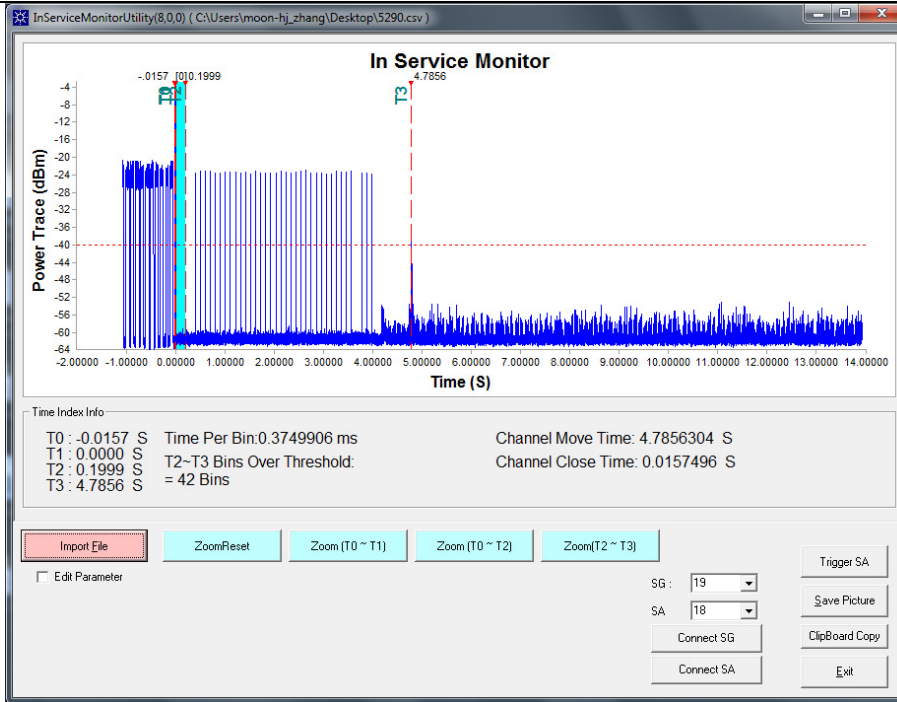 InServiceMonitorUtility(8,0,0) ( C:\Users\moon-hj_zhang\Desktop\5290.csv )
In Service Monitor
-.0157 [0]0.1999 4.7856
T2 T3
-4
-8
-12
-16
-20
-24
-28
-32
-36
-40
-44
-48
-52
-56
-60
-64
Power Trace (dBm)
-2.00000 -1.00000 0.00000 1.00000 2.00000 3.00000 4.00000 5.00000 6.00000 7.00000 8.00000 9.00000 10.00000 11.00000 12.00000 13.00000 14.00000
Time (S)
Time Index Info
T0 : -0.0157 S
T1 : 0.0000 S
T2 : 0.1999 S
T3 : 4.7856 S
Time Per Bin:0.3749906 ms
T2~T3 Bins Over Threshold:
= 42 Bins
Channel Move Time: 4.7856304 S
Channel Close Time: 0.0157496 S
Import File ZoomReset Zoom (T0 ~ T1) Zoom (T0 ~ T2) Zoom(T2 ~ T3)
Edit Parameter
SG : 19
SA 18
Connect SG
Connect SA
Trigger SA
Save Picture
ClipBoard Copy
Exit